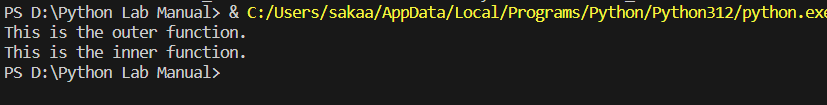 PS D:\Python Lab Manual> & C:/Users/sakaa/AppData/Local/Programs/Python/Python312/python.exe
This is the outer function.
This is the inner function.
PS D:\Python Lab Manual>